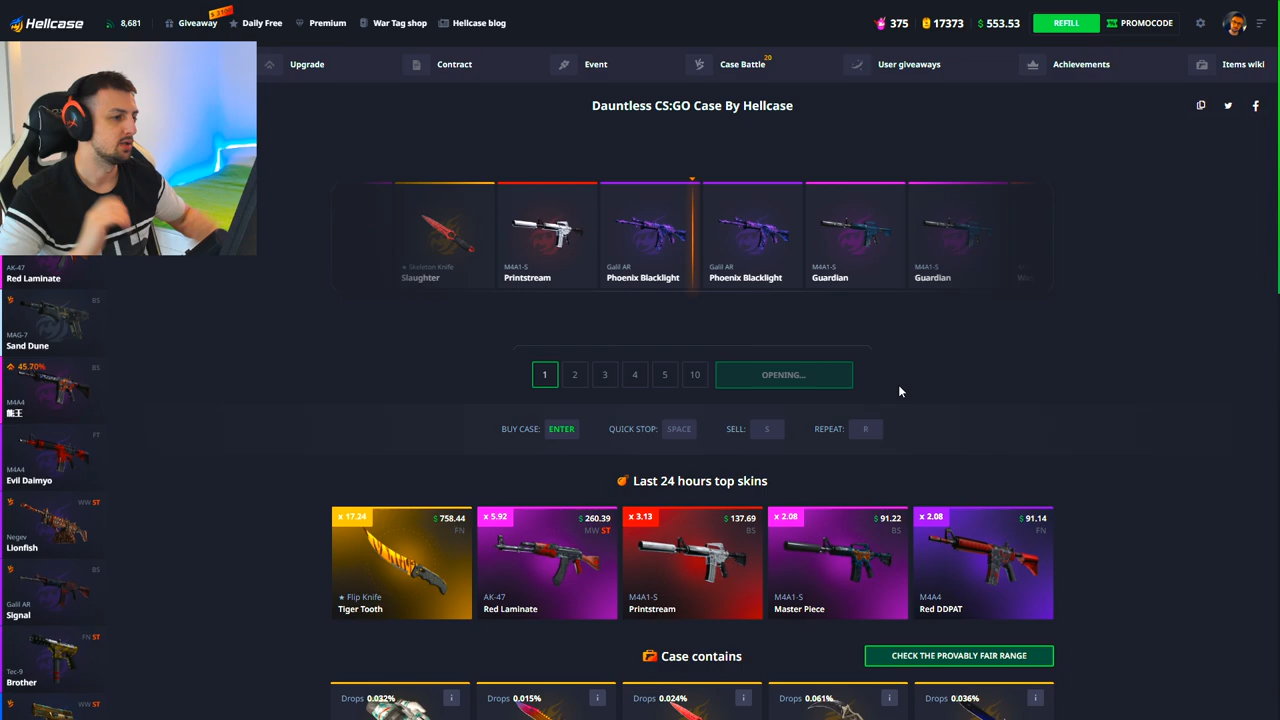 Hellcase
8,681
Giveaway
Daily Free
Premium
War Tag shop
Hellcase blog
375
17373
$ 553.53
REFILL
PROMOCODE
Upgrade
Contract
Event
Case Battle 20
User giveaways
Achievements
Items wiki
Dauntless CS:GO Case By Hellcase
★ Skeleton Knife
Slaughter
M4A1-S
Printstream
Galil AR
Phoenix Blacklight
Galil AR
Phoenix Blacklight
M4A1-S
Guardian
M4A1-S
Guardian
AK-47
Red Laminate
BS
MAG-7
Sand Dune
45.70%
BS
M4A4
龍王
FT
M4A4
Evil Daimyo
WW ST
Negev
Lionfish
BS
Galil AR
Signal
FN ST
Tec-9
Brother
WW ST
1
2
3
4
5
10
OPENING...
BUY CASE: ENTER
QUICK STOP: SPACE
SELL: S
REPEAT: R
Last 24 hours top skins
x 17.24
$ 758.44
FN
★ Flip Knife
Tiger Tooth
x 5.92
$ 260.39
MW ST
AK-47
Red Laminate
x 3.13
$ 137.69
BS
M4A1-S
Printstream
x 2.08
$ 91.22
BS
M4A1-S
Master Piece
x 2.08
$ 91.14
FN
M4A4
Red DDPAT
Case contains
CHECK THE PROVABLY FAIR RANGE
Drops 0.032%
Drops 0.015%
Drops 0.024%
Drops 0.061%
Drops 0.036%